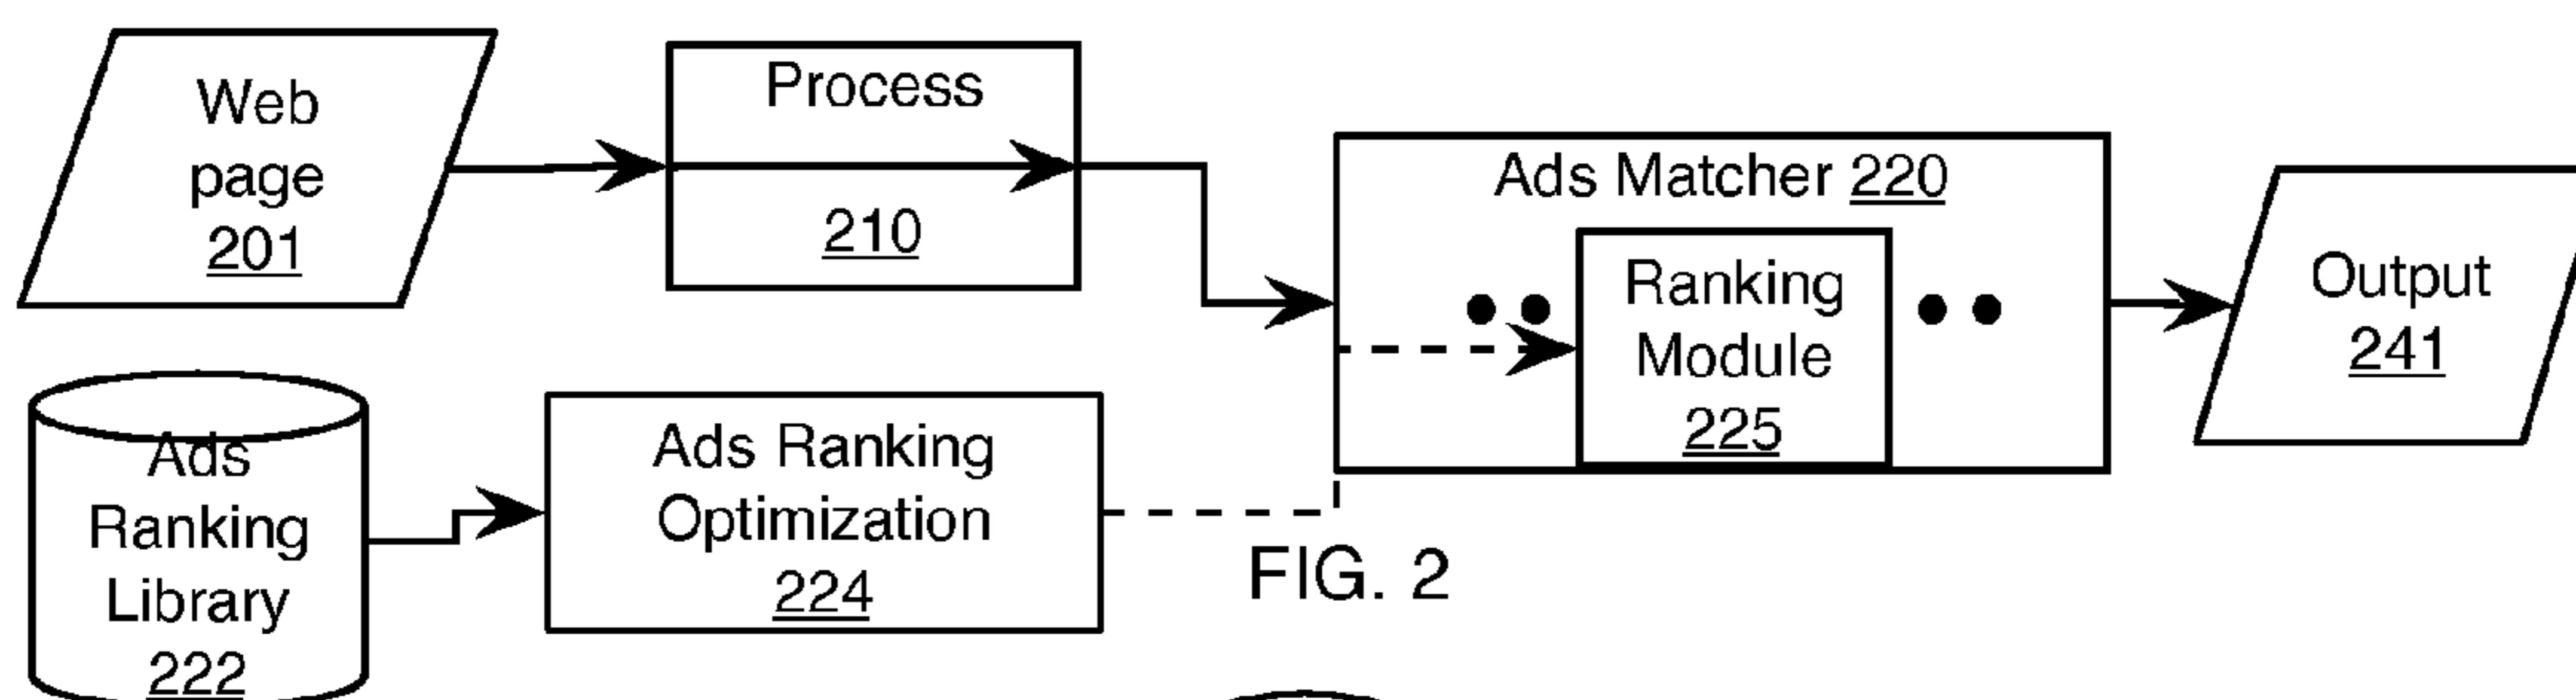 Web
page
201
Process
210
Ads Matcher 220
Ranking
Module
225
Output
241
Ads
Ranking
Library
222
Ads Ranking
Optimization
224
FIG. 2